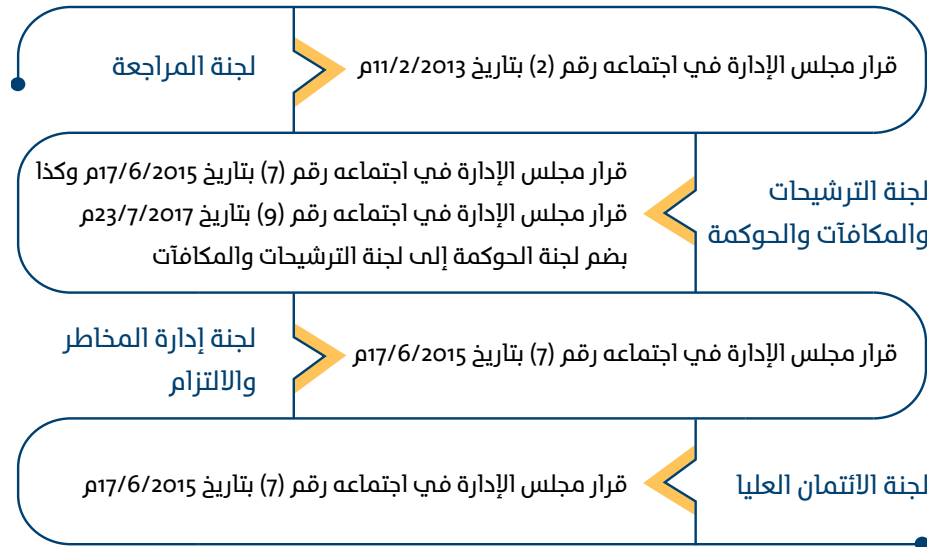 لجنة المراجعة
قرار مجلس الإدارة في اجتماعه رقم (2) بتاريخ 11/2/2013م
لجنة الترشيحات
والمكافآت والحوكمة
قرار مجلس الإدارة في اجتماعه رقم (7) بتاريخ 17/6/2015م وكذا
قرار مجلس الإدارة في اجتماعه رقم (9) بتاريخ 23/7/2017م
بضم لجنة الحوكمة إلى لجنة الترشيحات والمكافآت
لجنة إدارة المخاطر
والالتزام
قرار مجلس الإدارة في اجتماعه رقم (7) بتاريخ 17/6/2015م
لجنة الائتمان العليا
قرار مجلس الإدارة في اجتماعه رقم (7) بتاريخ 17/6/2015م